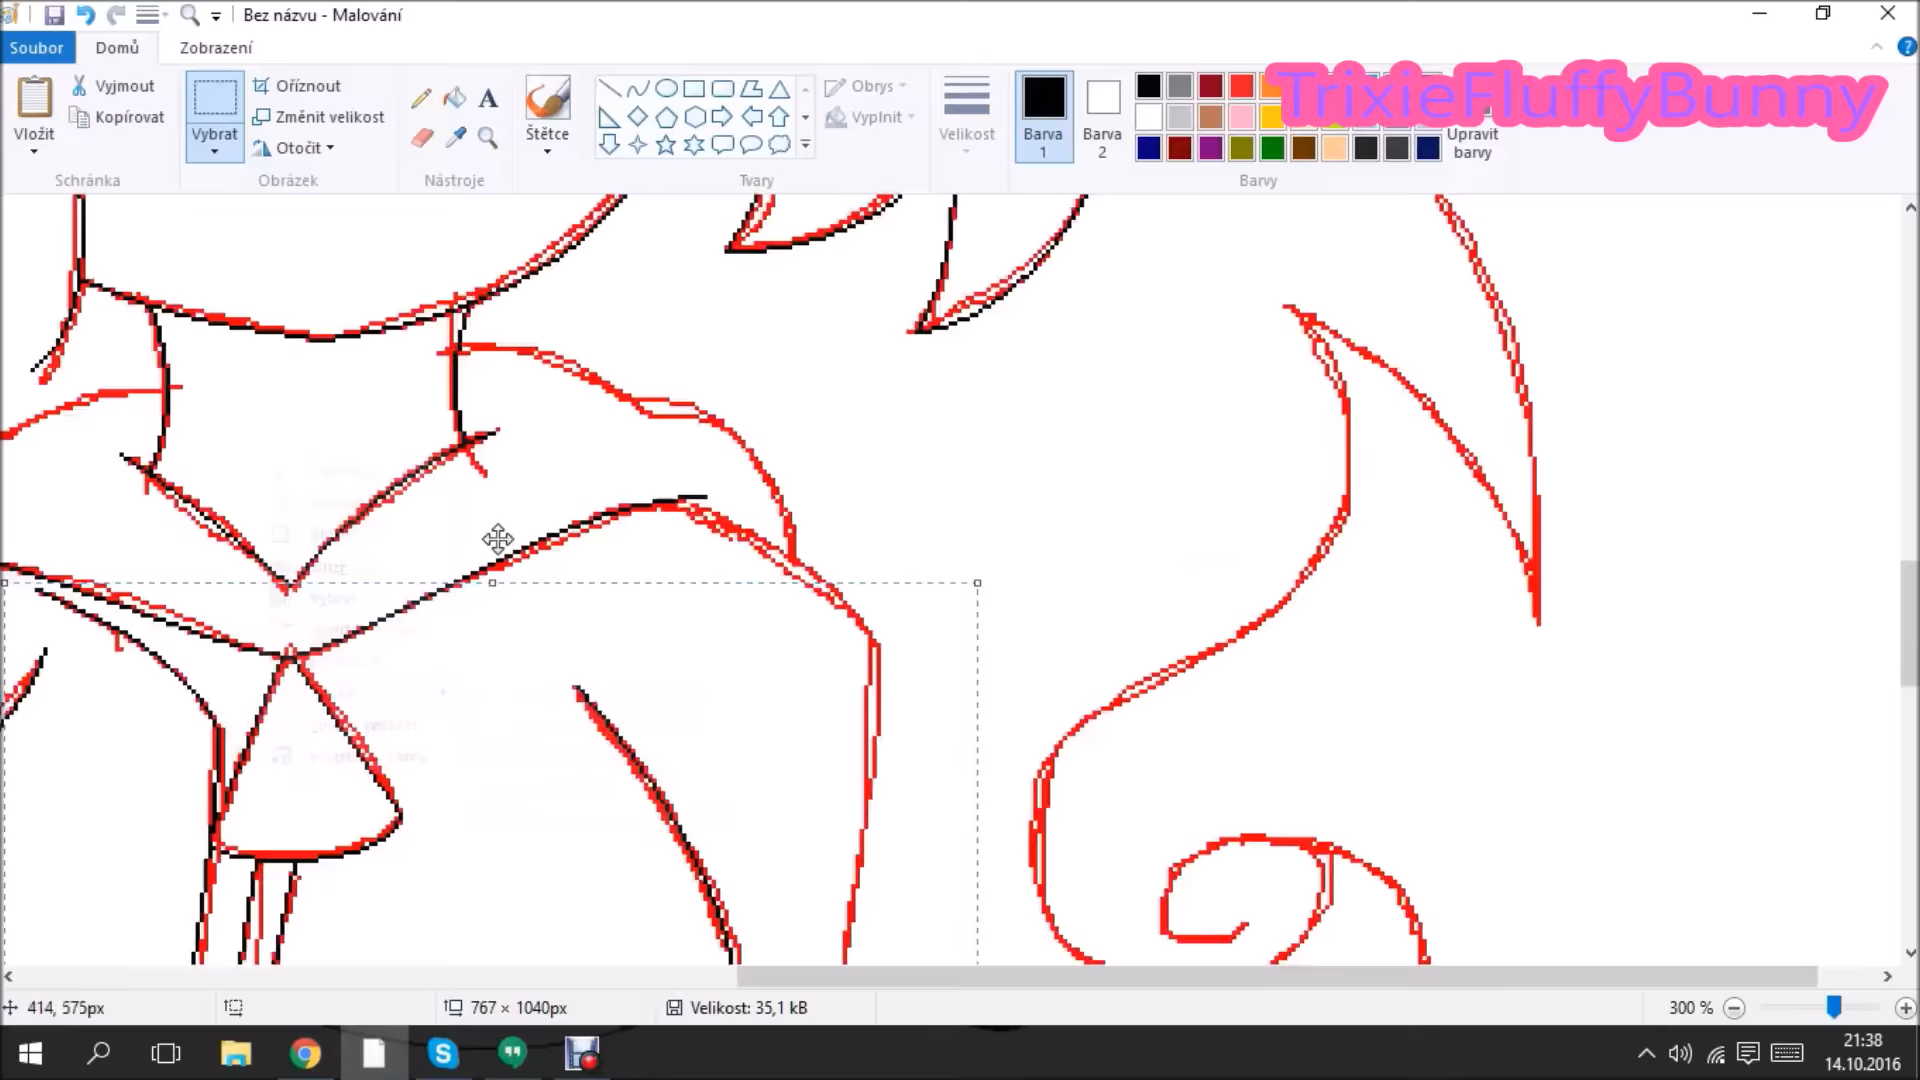 Bez názvu - Malování
Soubor
Domů
Zobrazení
TrixieFluffyBunny
Vložit
Vyjmout
Kopírovat
Schránka
Vybrat
Oříznout
Změnit velikost
Otočit
Obrázek
A
Nástroje
Štětce
Tvary
Obrys
Vyplnit
Velikost
Barva
1
Barva
2
Upravit
barvy
Barvy
414, 575px
767 × 1040px
Velikost: 35,1 kB
300 %
21:38
14.10.2016